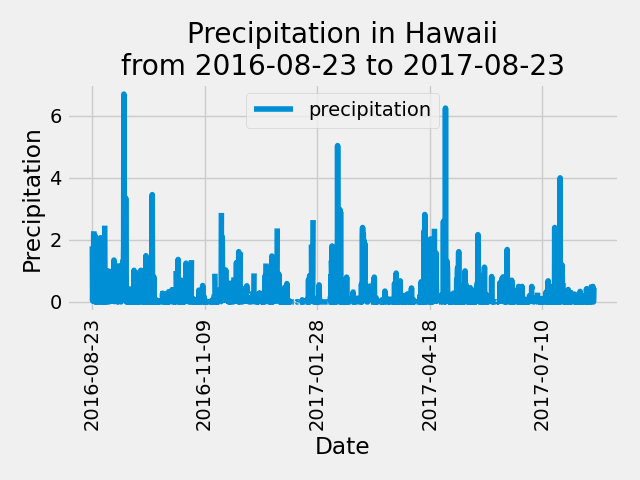 Precipitation in Hawaii
from 2016-08-23 to 2017-08-23
precipitation
Precipitation
6
4
2
0
2016-08-23
2016-11-09
2017-01-28
2017-04-18
2017-07-10
Date